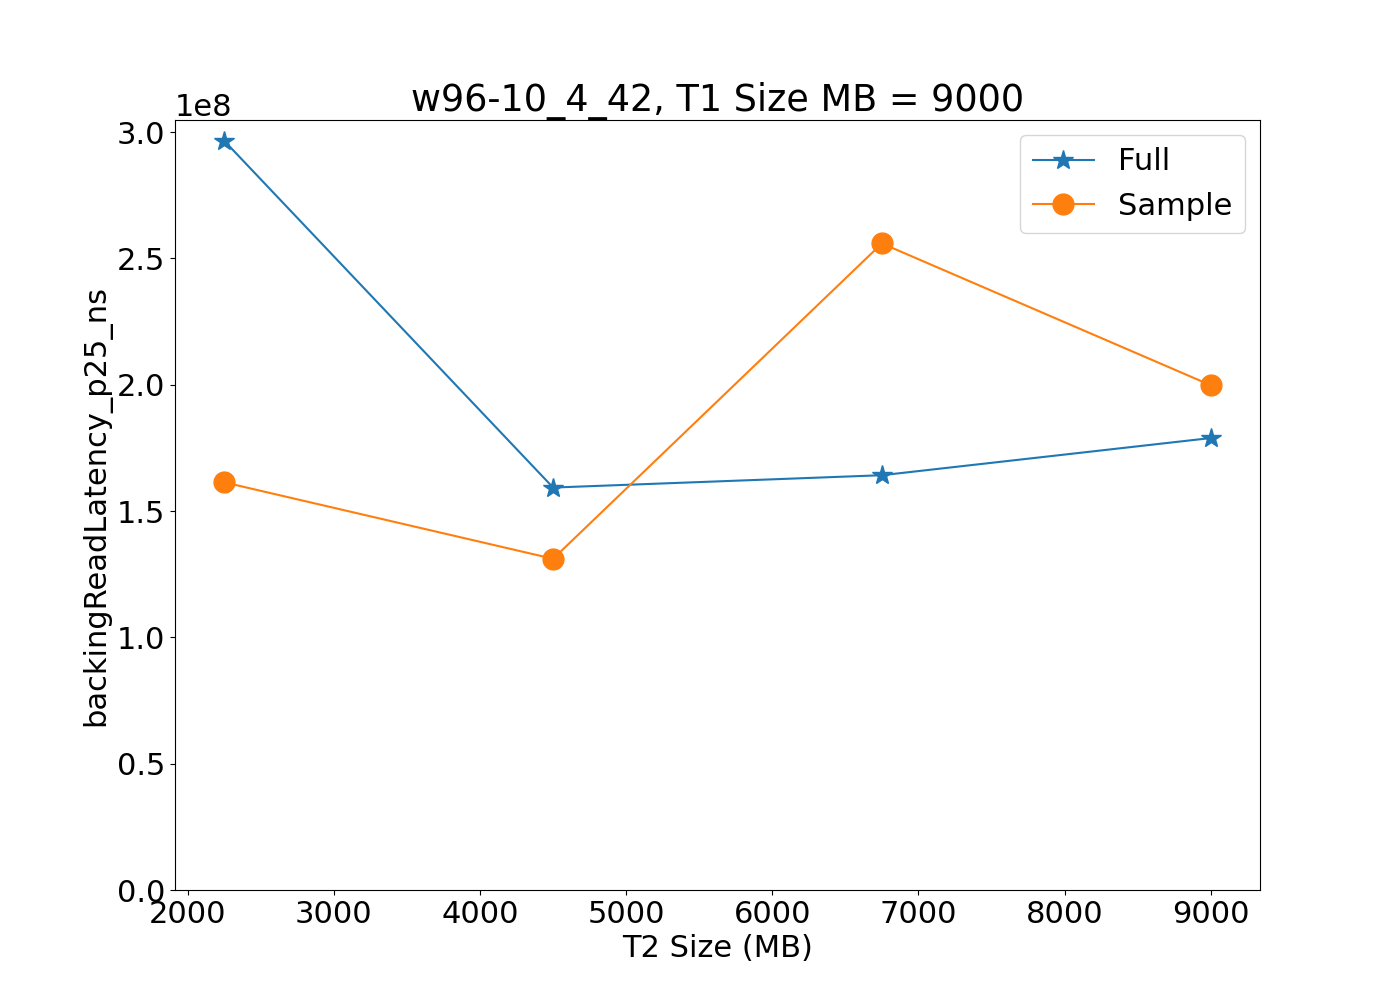 w96-10_4_42, T1 Size MB = 9000
1e8
3.0
2.5
2.0
1.5
1.0
0.5
0.0
backingReadLatency_p25_ns
Full
Sample
2000 3000 4000 5000 6000 7000 8000 9000
T2 Size (MB)